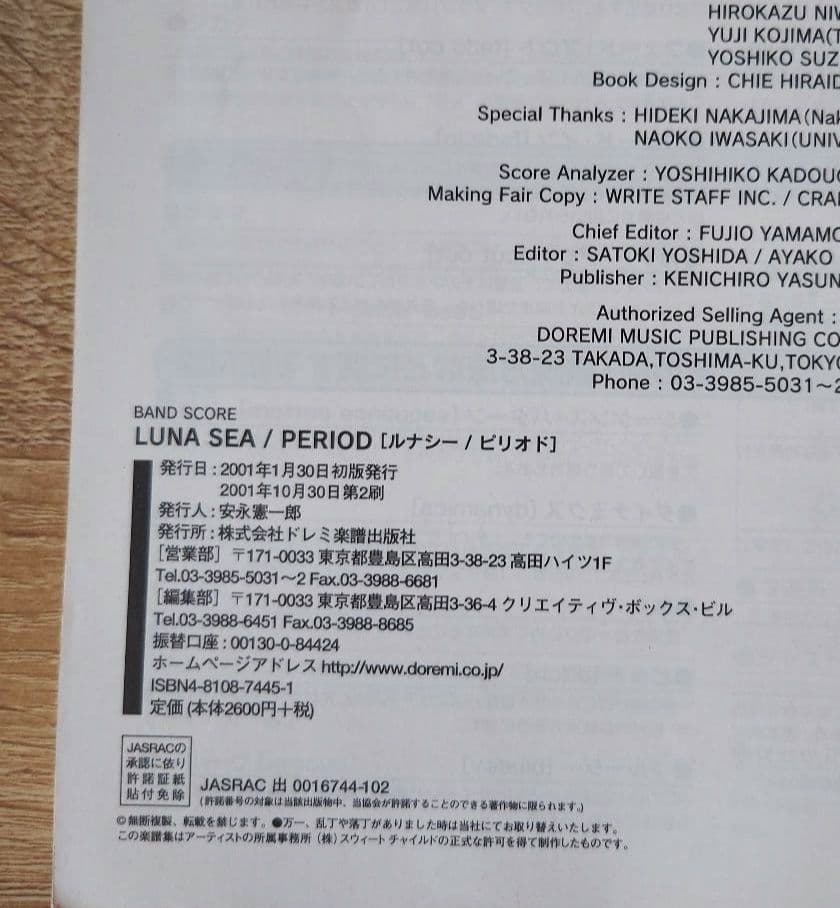 HIROKAZU NIW
YUJI KOJIMA(T
YOSHIKO SUZ
Book Design : CHIE HIRAID
Special Thanks : HIDEKI NAKAJIMA(Nak
NAOKO IWASAKI(UNIV
Score Analyzer : YOSHIHIKO KADOUC
Making Fair Copy : WRITE STAFF INC. / CRAI
Chief Editor : FUJIO YAMAMO
Editor : SATOKI YOSHIDA / AYAKO
Publisher : KENICHIRO YASUN
Authorized Selling Agent :
DOREMI MUSIC PUBLISHING CO
3-38-23 TAKADA,TOSHIMA-KU,TOKYO
Phone : 03-3985-5031〜2
BAND SCORE
LUNA SEA / PERIOD [ルナシー / ピリオド]
発行日 : 2001年1月30日初版発行
2001年10月30日第2刷
発行人 : 安永憲一郎
発行所 : 株式会社ドレミ楽譜出版社
[営業部] 〒171-0033 東京都豊島区高田3-38-23 高田ハイツ1F
Tel.03-3985-5031〜2 Fax.03-3988-6681
[編集部] 〒171-0033 東京都豊島区高田3-36-4 クリエイティヴ・ボックス・ビル
Tel.03-3988-6451 Fax.03-3988-8685
振替口座 : 00130-0-84424
ホームページアドレス http://www.doremi.co.jp/
ISBN4-8108-7445-1
定価 (本体2600円+税)
JASRACの
承認に依り
許諾証紙
貼付免除
JASRAC 出 0016744-102
(許諾番号の対象は当該出版物中、当協会が許諾することのできる著作物に限られます。)
©無断複製、転載を禁じます。●万一、乱丁や落丁がありました時は当社にてお取り替えいたします。
この楽譜集はアーティストの所属事務所 (株) スウィート チャイルドの正式な許可を得て制作したものです。